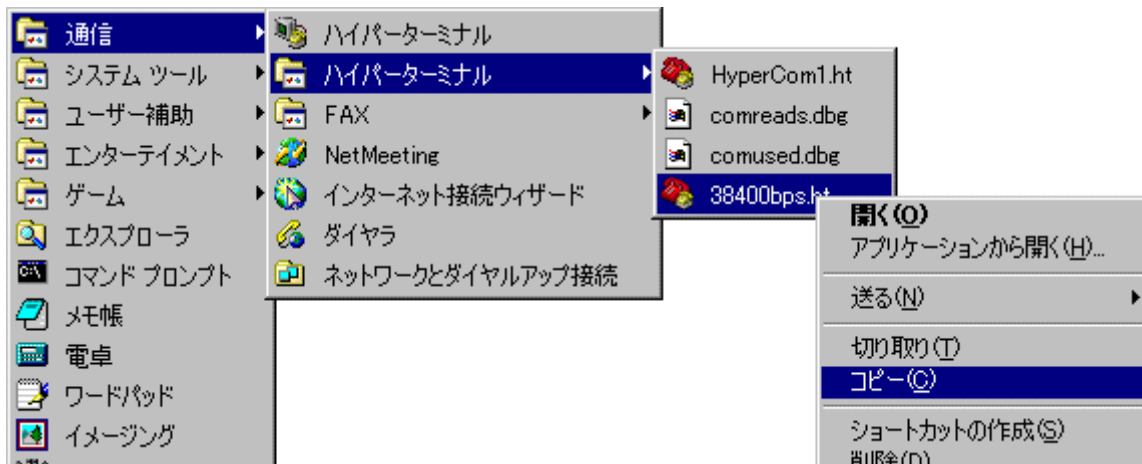 通信
システム ツール
ユーザー補助
エンターテイメント
ゲーム
エクスプローラ
コマンド プロンプト
メモ帳
電卓
ワードパッド
イメージング
ハイパーターミナル
ハイパーターミナル
FAX
NetMeeting
インターネット接続ウィザード
ダイヤラ
ネットワークとダイヤルアップ接続
HyperCom1.ht
comreads.dbg
comused.dbg
38400bps.ht
開く(O)
アプリケーションから開く(H)...
送る(N)
切り取り(T)
コピー(C)
ショートカットの作成(S)
削除(D)